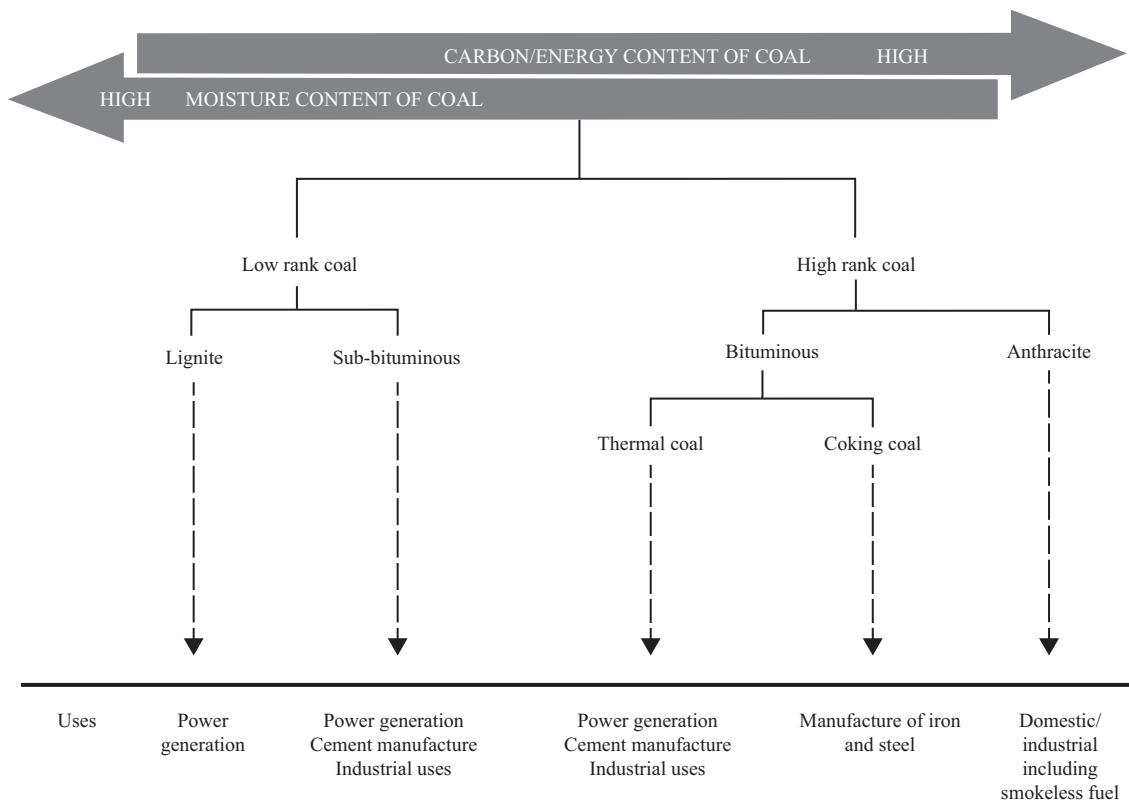 CARBON/ENERGY CONTENT OF COAL HIGH
HIGH MOISTURE CONTENT OF COAL
Low rank coal
High rank coal
Lignite
Sub-bituminous
Bituminous
Anthracite
Thermal coal
Coking coal
Uses
Power
generation
Power generation
Cement manufacture
Industrial uses
Power generation
Cement manufacture
Industrial uses
Manufacture of iron
and steel
Domestic/
industrial
including
smokeless fuel